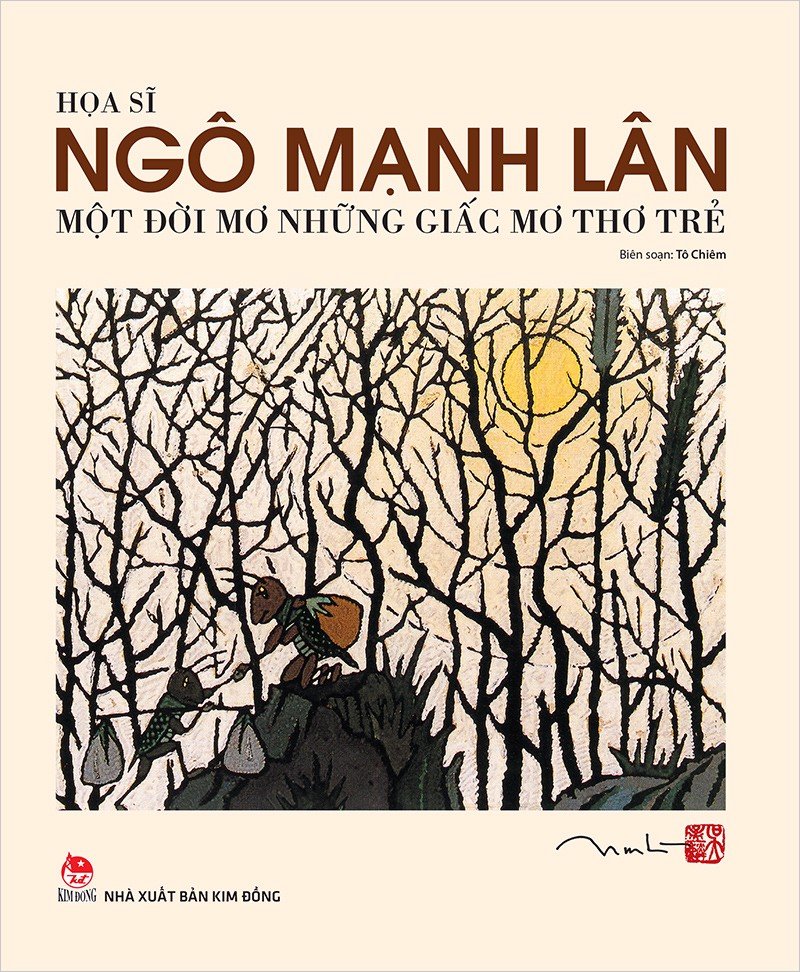 HỌA SĨ
NGÔ MẠNH LÂN
MỘT ĐỜI MƠ NHỮNG GIẤC MƠ THƠ TRẺ
Biên soạn: Tô Chiêm
KIM ĐỒNG
NHÀ XUẤT BẢN KIM ĐỒNG